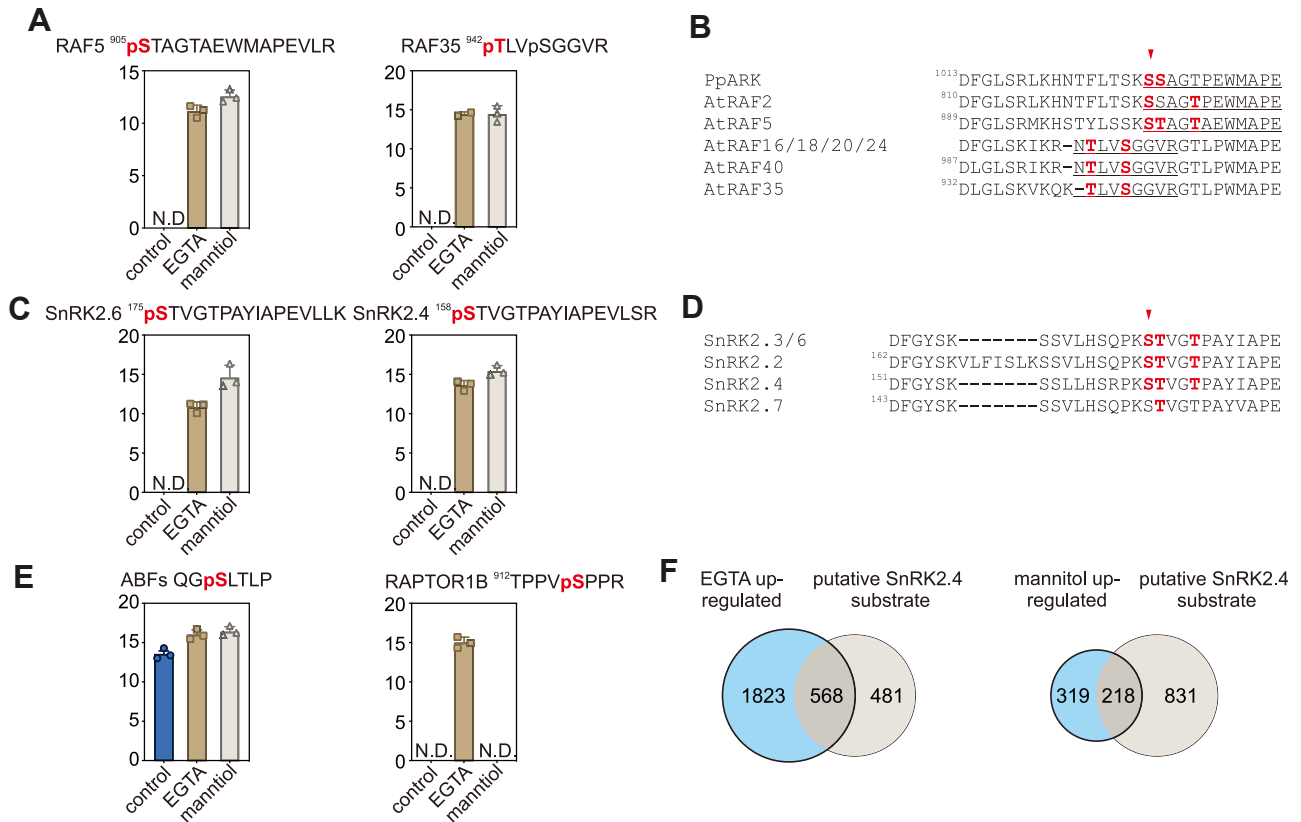 A
RAF5 905pSTAGTAEWMAPEVLR
15
10
5
0
N.D.
control
EGTA
manntiol
RAF35 942pTLVpSGGVR
20
15
10
5
0
N.D.
control
EGTA
manntiol
B
PpARK 1013DFGLSRLKHNTFLTSKSSAGTPEWMAPE
AtRAF2 810DFGLSRLKHNTFLTSKSSAGTPEWMAPE
AtRAF5 889DFGLSRMKHSTYLSSKSTAGTAEWMAPE
AtRAF16/18/20/24 DFGLSKIKR-NTLVSGGVRGTLPWMAPE
AtRAF40 987DLGLSRIKR-NTLVSGGVRGTLPWMAPE
AtRAF35 932DLGLSKVKQK-TLVSGGVRGTLPWMAPE
C
SnRK2.6 175pSTVGTPAYIAPEVLLK
20
15
10
5
0
N.D.
control
EGTA
manntiol
SnRK2.4 158pSTVGTPAYIAPEVLSR
20
15
10
5
0
N.D.
control
EGTA
manntiol
D
SnRK2.3/6 DFGYSK-------SSVLHSQPKSTVGTPAYIAPE
SnRK2.2 162DFGYSKVLFISLKSSVLHSQPKSTVGTPAYIAPE
SnRK2.4 151DFGYSK-------SSLLHSRPKSTVGTPAYIAPE
SnRK2.7 143DFGYSK-------SSVLHSQPKSTVGTPAYVAPE
E
ABFs QGpSLTLP
20
15
10
5
0
control
EGTA
manntiol
RAPTOR1B 912TPPVpSPPR
20
15
10
5
0
N.D.
N.D.
control
EGTA
manntiol
F
EGTA up-
regulated
putative SnRK2.4
substrate
1823
568
481
mannitol up-
regulated
putative SnRK2.4
substrate
319
218
831